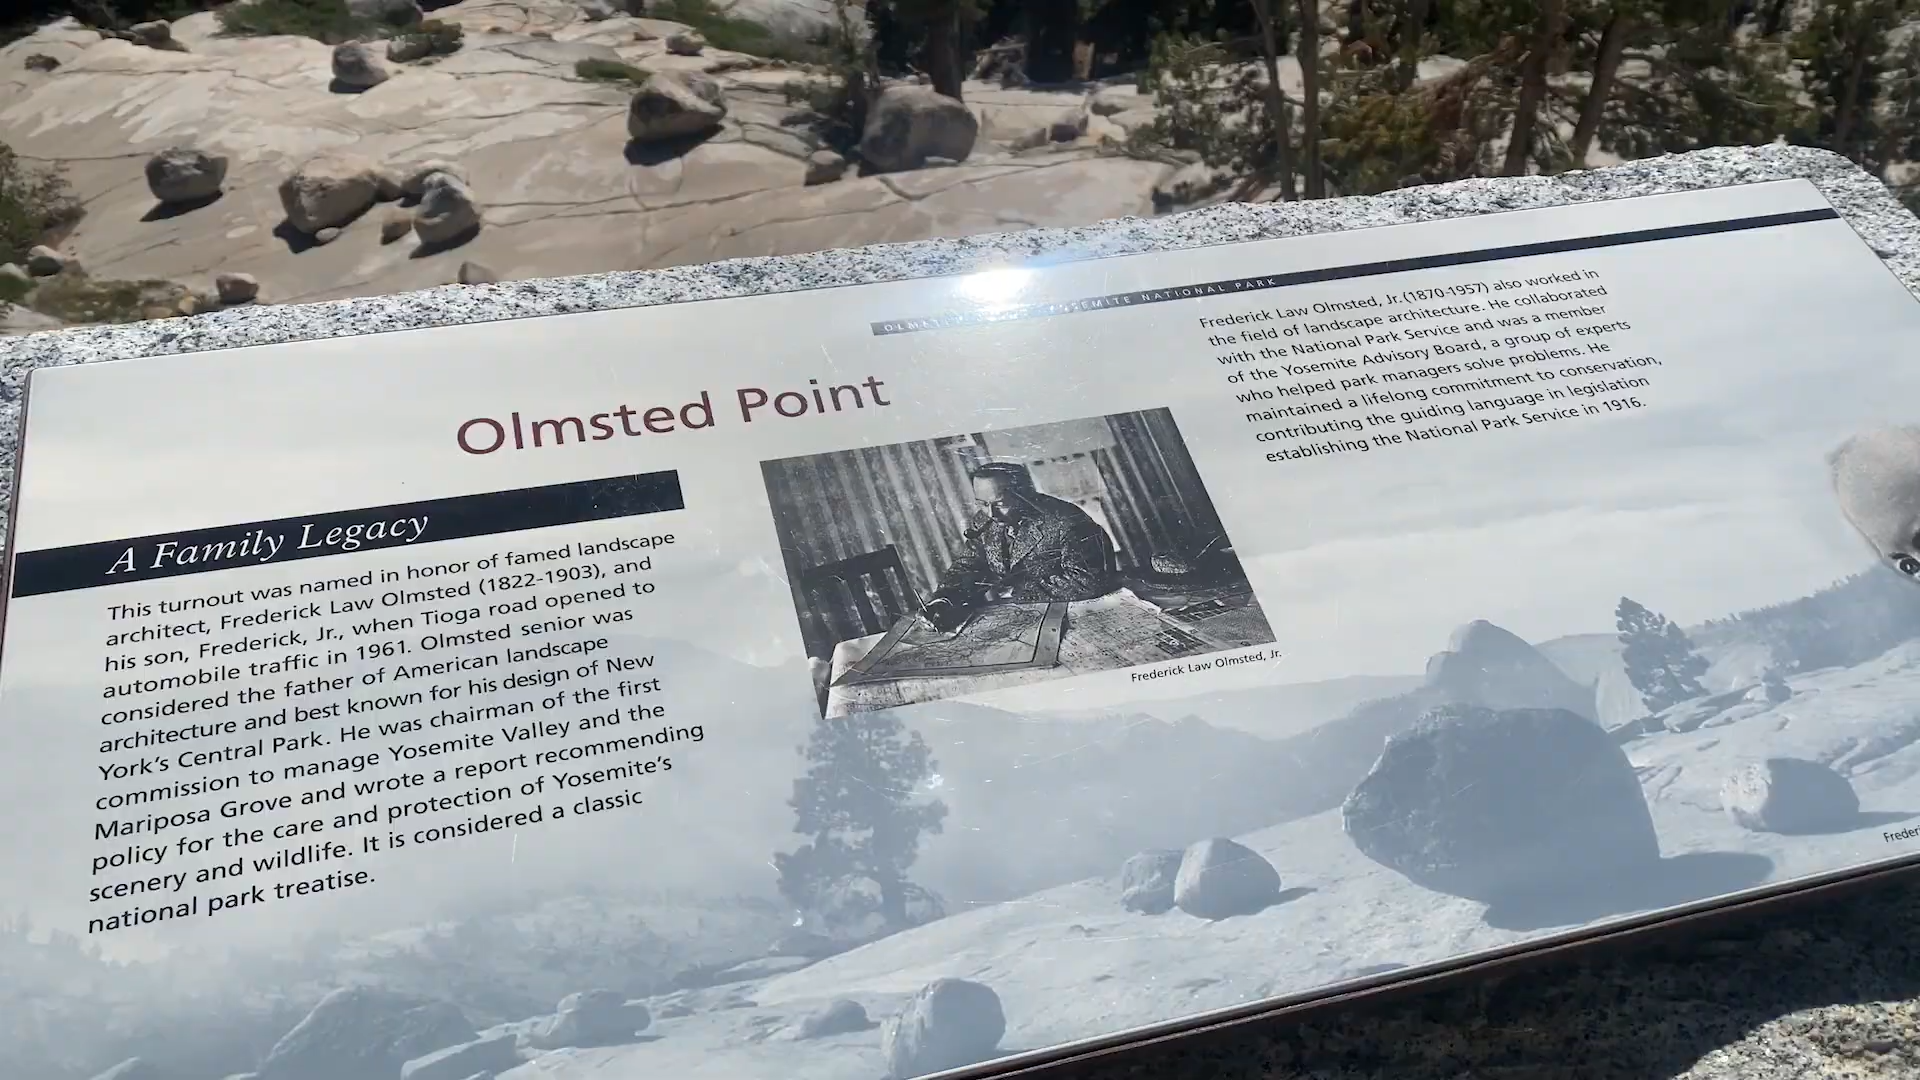 YOSEMITE NATIONAL PARK
Olmsted Point
A Family Legacy
This turnout was named in honor of famed landscape
architect, Frederick Law Olmsted (1822-1903), and
his son, Frederick, Jr., when Tioga road opened to
automobile traffic in 1961. Olmsted senior was
considered the father of American landscape
architecture and best known for his design of New
York's Central Park. He was chairman of the first
commission to manage Yosemite Valley and the
Mariposa Grove and wrote a report recommending
policy for the care and protection of Yosemite's
scenery and wildlife. It is considered a classic
national park treatise.
Frederick Law Olmsted, Jr.
Frederick Law Olmsted, Jr. (1870-1957) also worked in
the field of landscape architecture. He collaborated
with the National Park Service and was a member
of the Yosemite Advisory Board, a group of experts
who helped park managers solve problems. He
maintained a lifelong commitment to conservation,
contributing the guiding language in legislation
establishing the National Park Service in 1916.